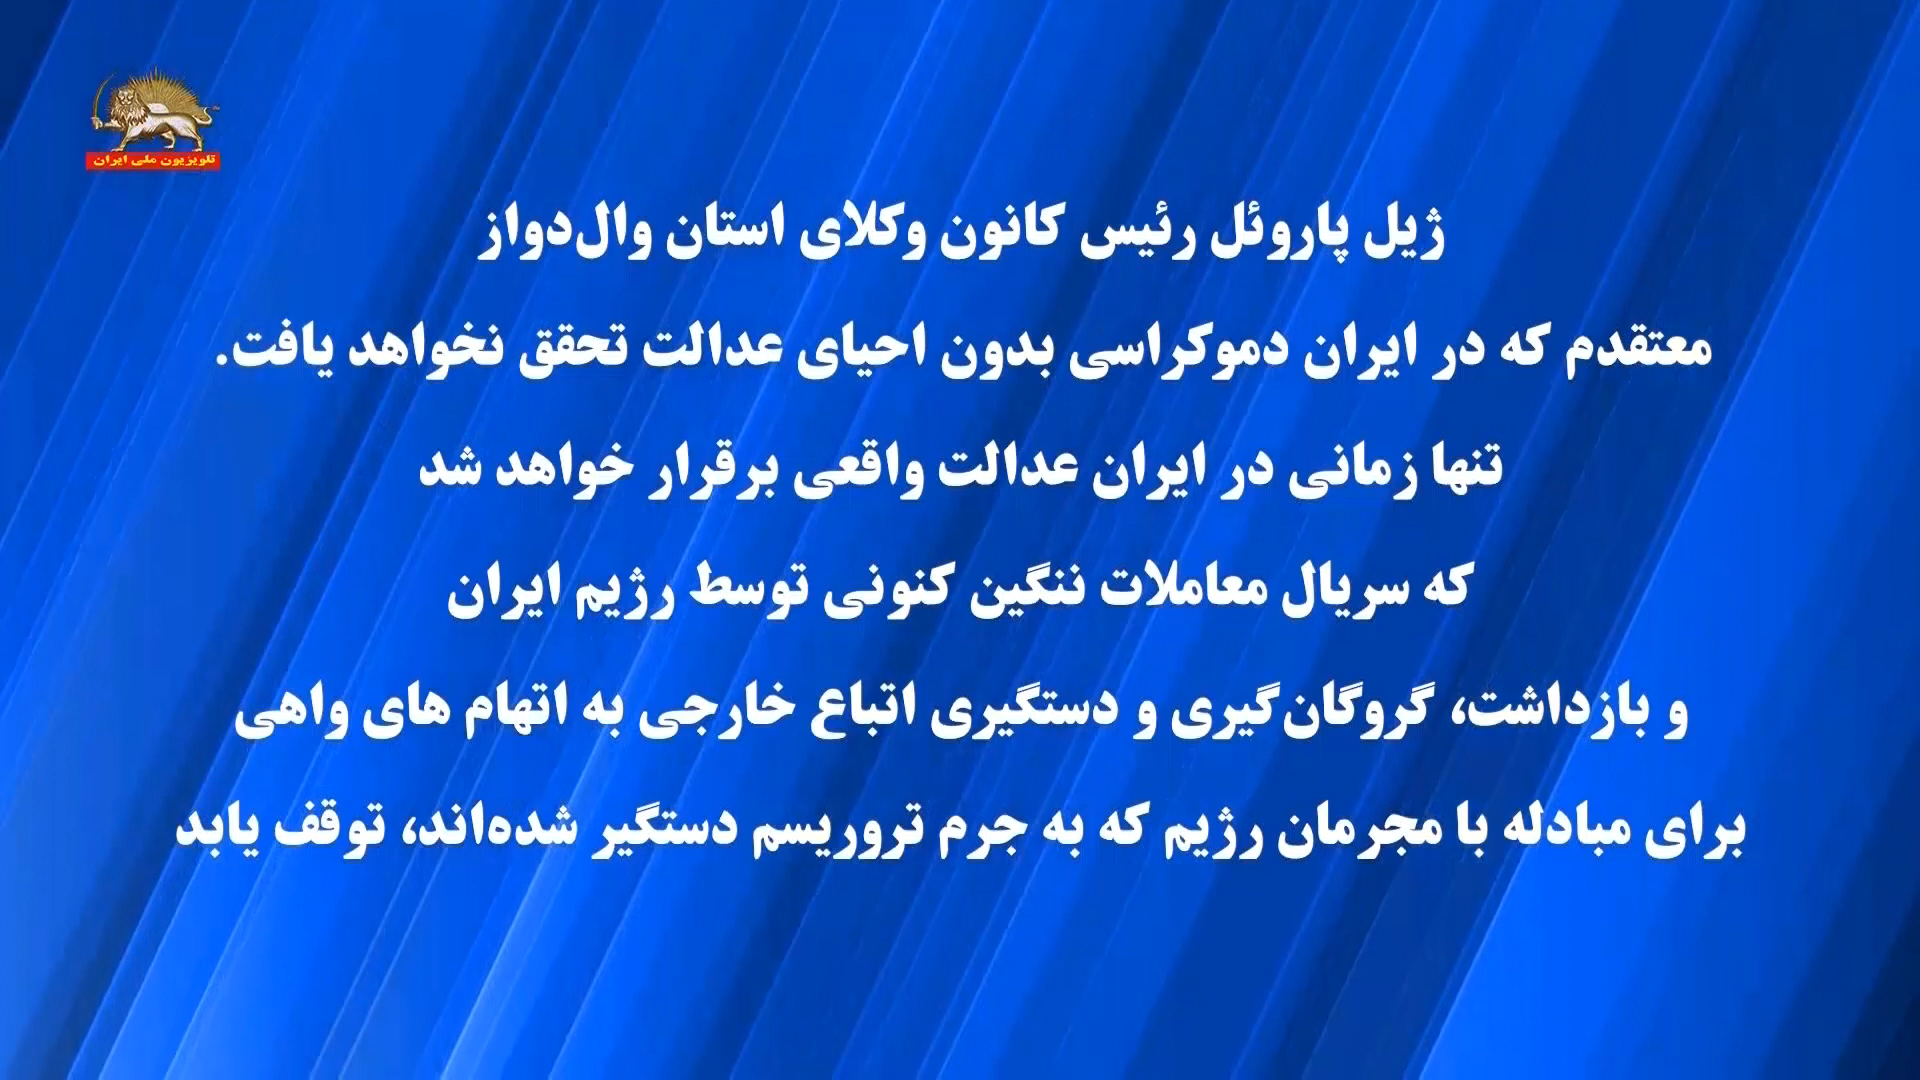 تلویزیون ملی ایران
ژیل پاروئل رئیس کانون وکلای استان وال‌دواز
معتقدم که در ایران دموکراسی بدون احیای عدالت تحقق نخواهد یافت.
تنها زمانی در ایران عدالت واقعی برقرار خواهد شد
که سریال معاملات ننگین کنونی توسط رژیم ایران
و بازداشت، گروگان‌گیری و دستگیری اتباع خارجی به اتهام های واهی
برای مبادله با مجرمان رژیم که به جرم تروریسم دستگیر شده‌اند، توقف یابد